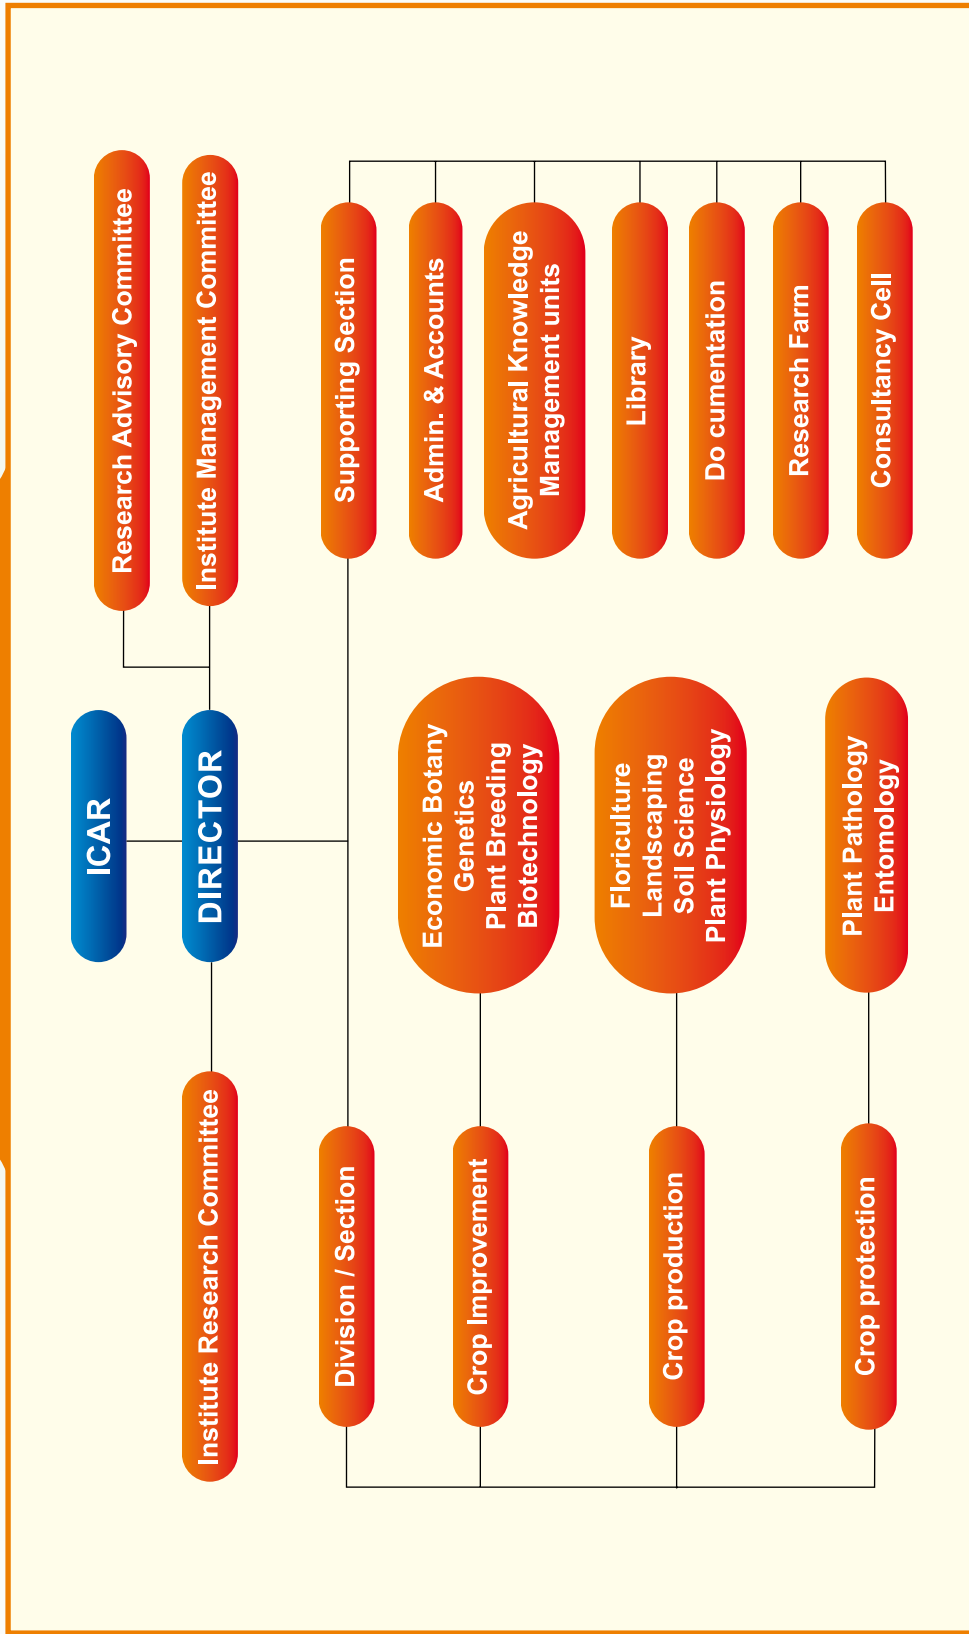 ICAR
DIRECTOR
Research Advisory Committee
Institute Management Committee
Institute Research Committee
Division / Section
Crop Improvement
Economic Botany
Genetics
Plant Breeding
Biotechnology
Crop production
Floriculture
Landscaping
Soil Science
Plant Physiology
Crop protection
Plant Pathology
Entomology
Supporting Section
Admin. & Accounts
Agricultural Knowledge
Management units
Library
Do cumentation
Research Farm
Consultancy Cell